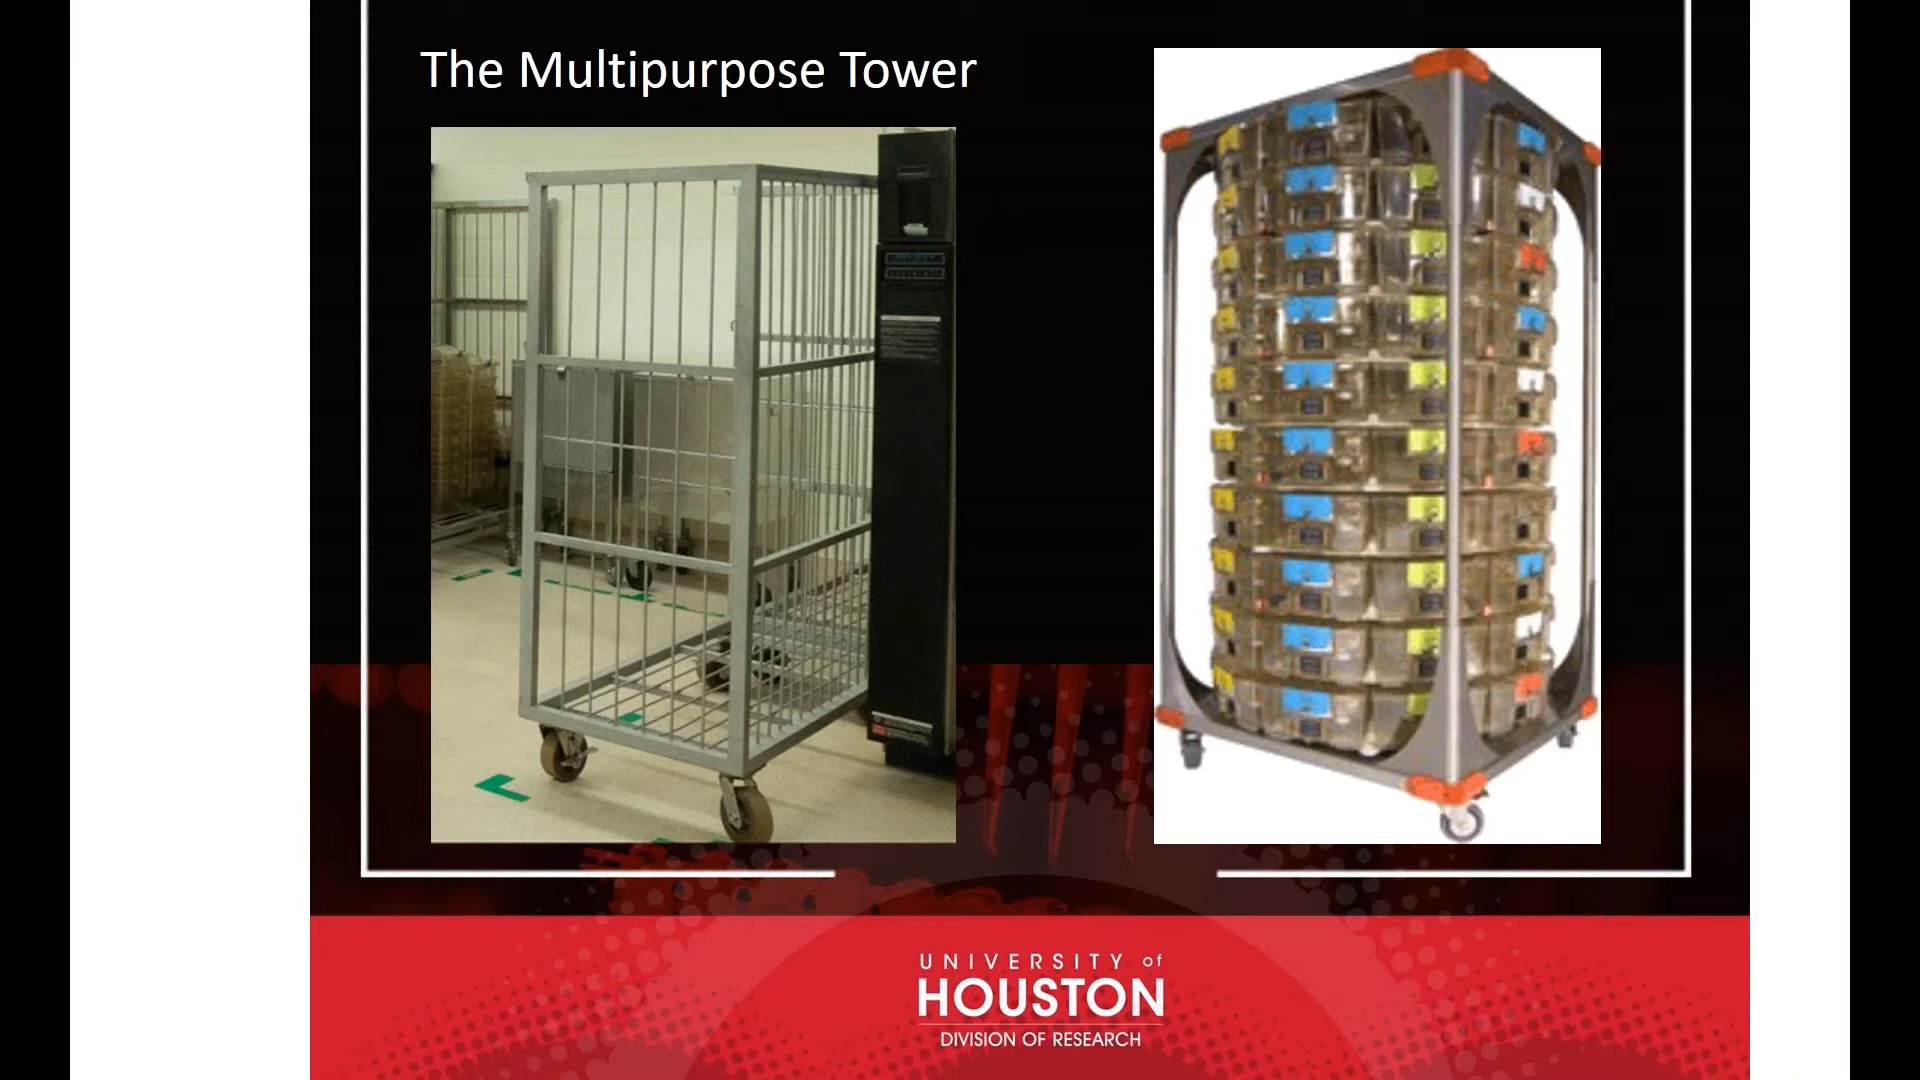 The Multipurpose Tower
UNIVERSITY of
HOUSTON
DIVISION OF RESEARCH